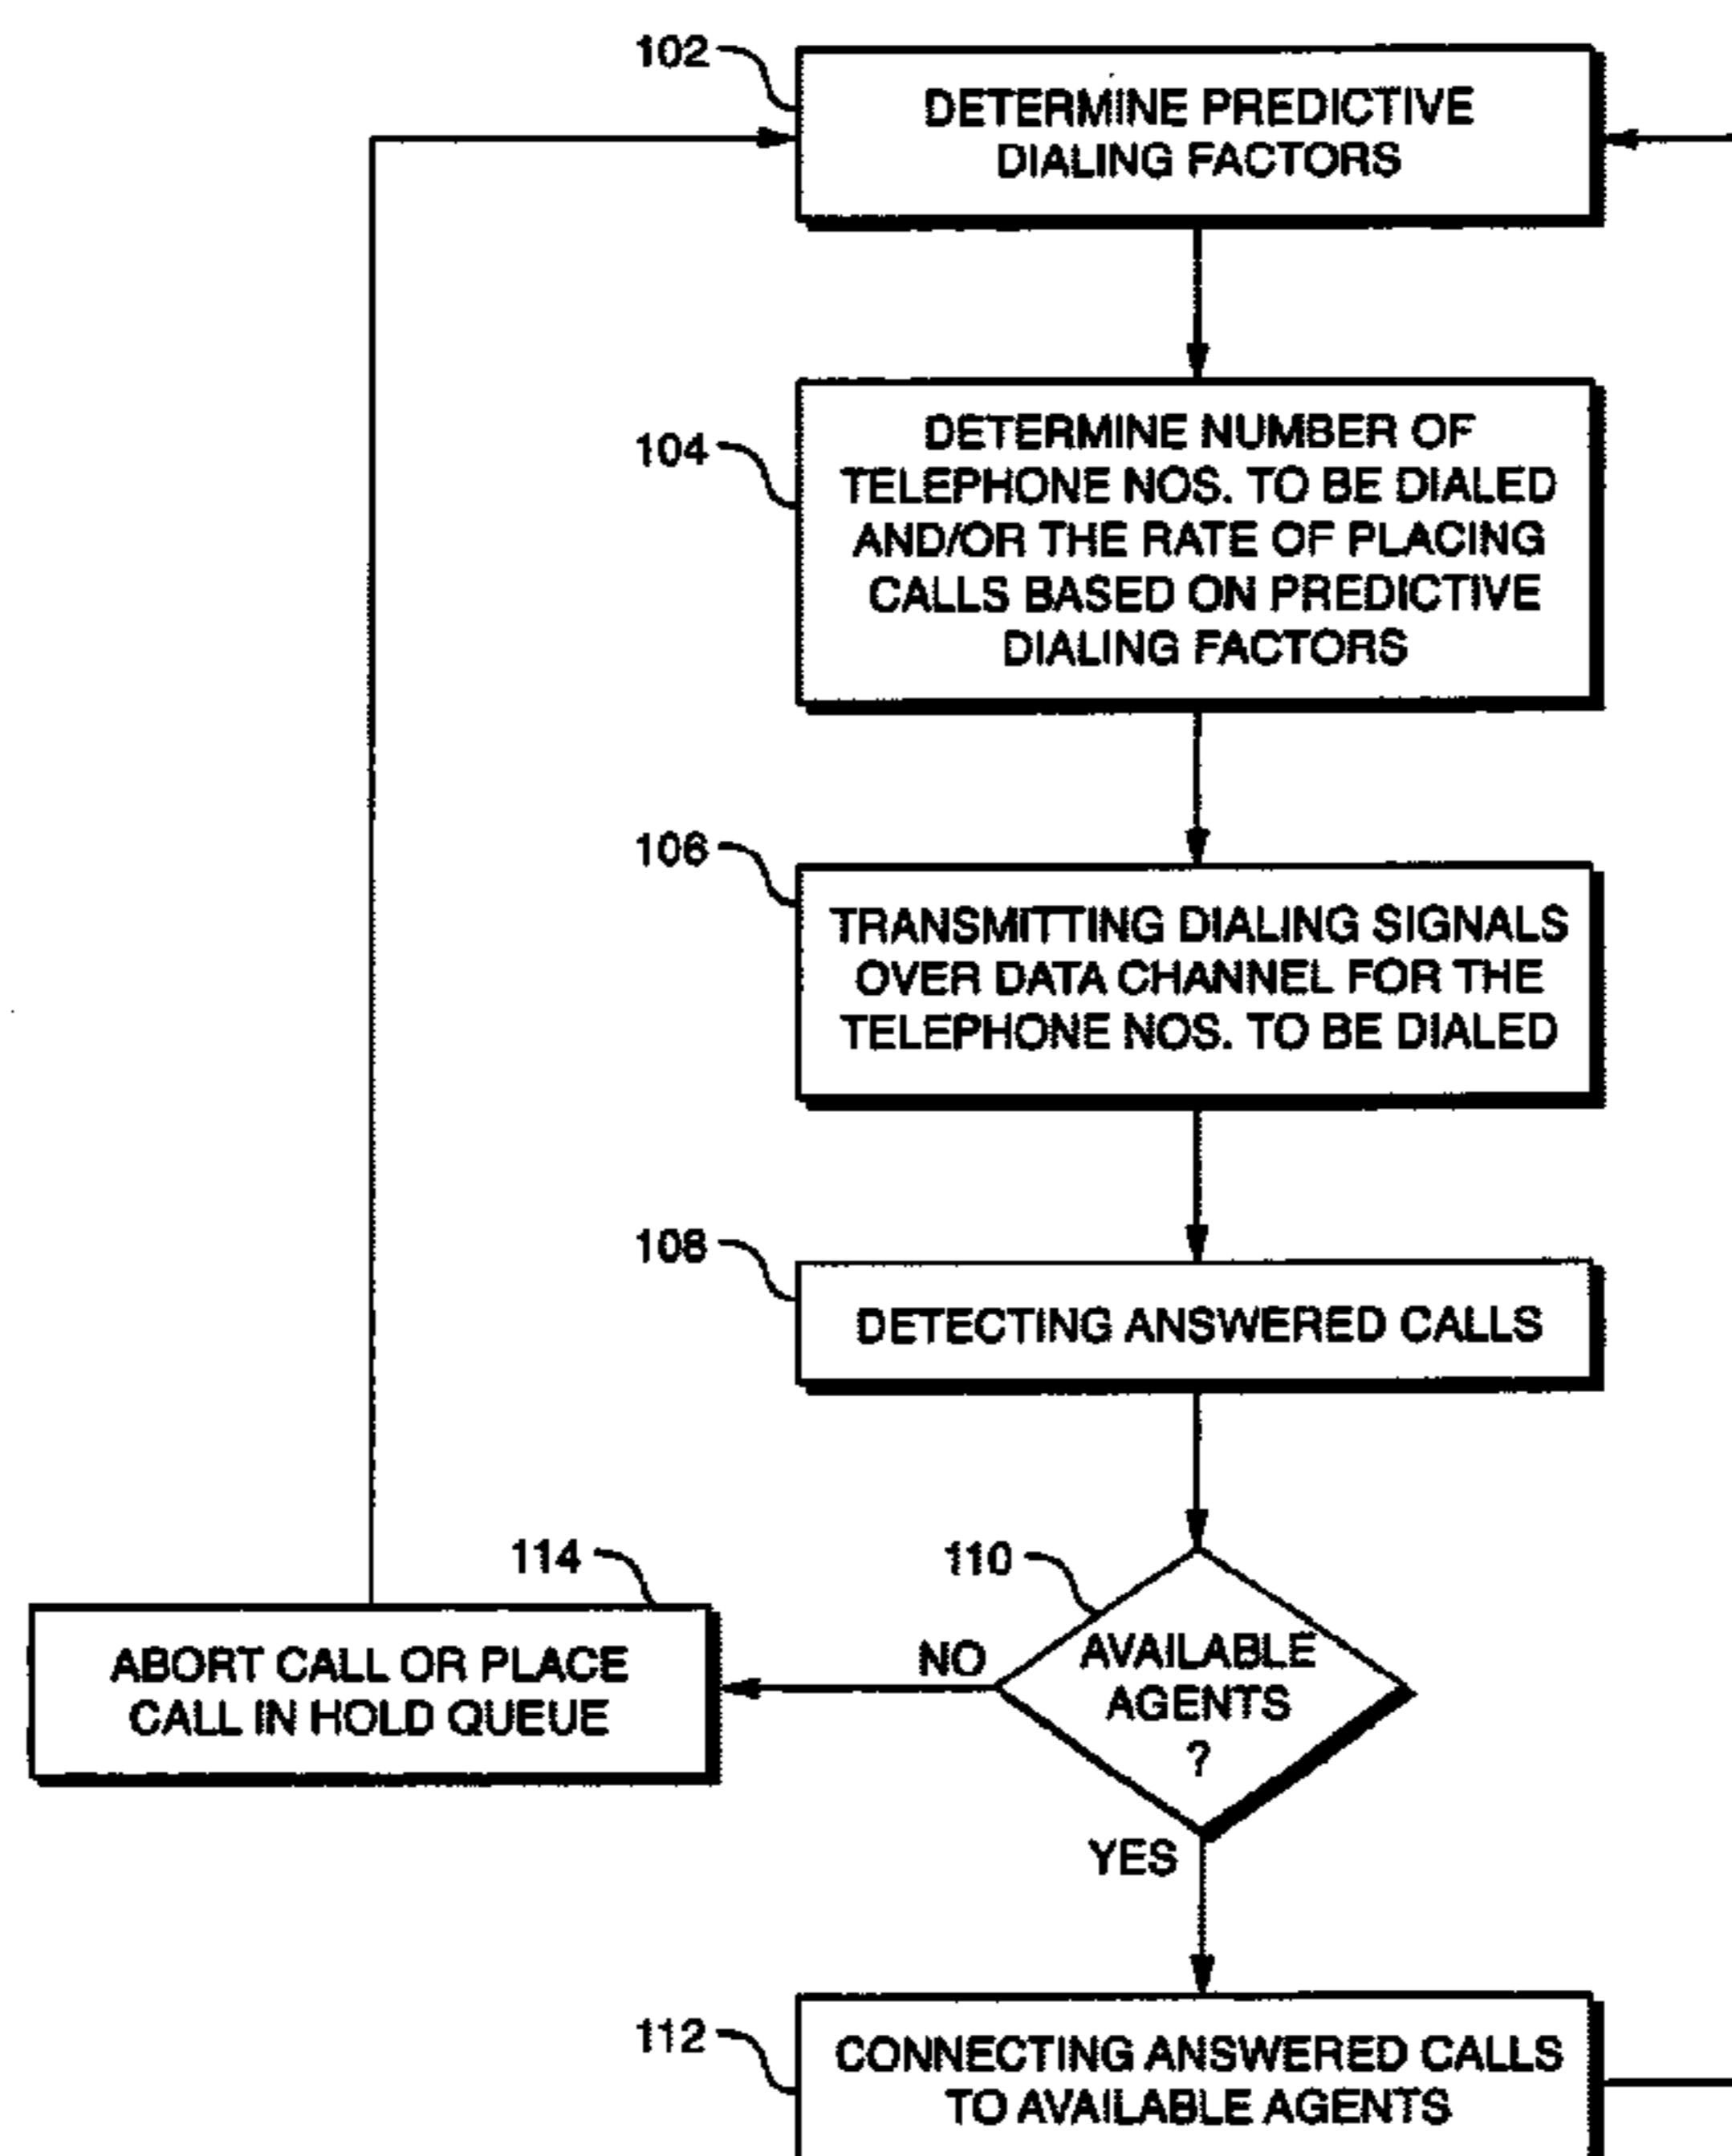 102
DETERMINE PREDICTIVE
DIALING FACTORS
104
DETERMINE NUMBER OF
TELEPHONE NOS. TO BE DIALED
AND/OR THE RATE OF PLACING
CALLS BASED ON PREDICTIVE
DIALING FACTORS
106
TRANSMITTING DIALING SIGNALS
OVER DATA CHANNEL FOR THE
TELEPHONE NOS. TO BE DIALED
108
DETECTING ANSWERED CALLS
110
AVAILABLE
AGENTS
?
NO
114
ABORT CALL OR PLACE
CALL IN HOLD QUEUE
YES
112
CONNECTING ANSWERED CALLS
TO AVAILABLE AGENTS